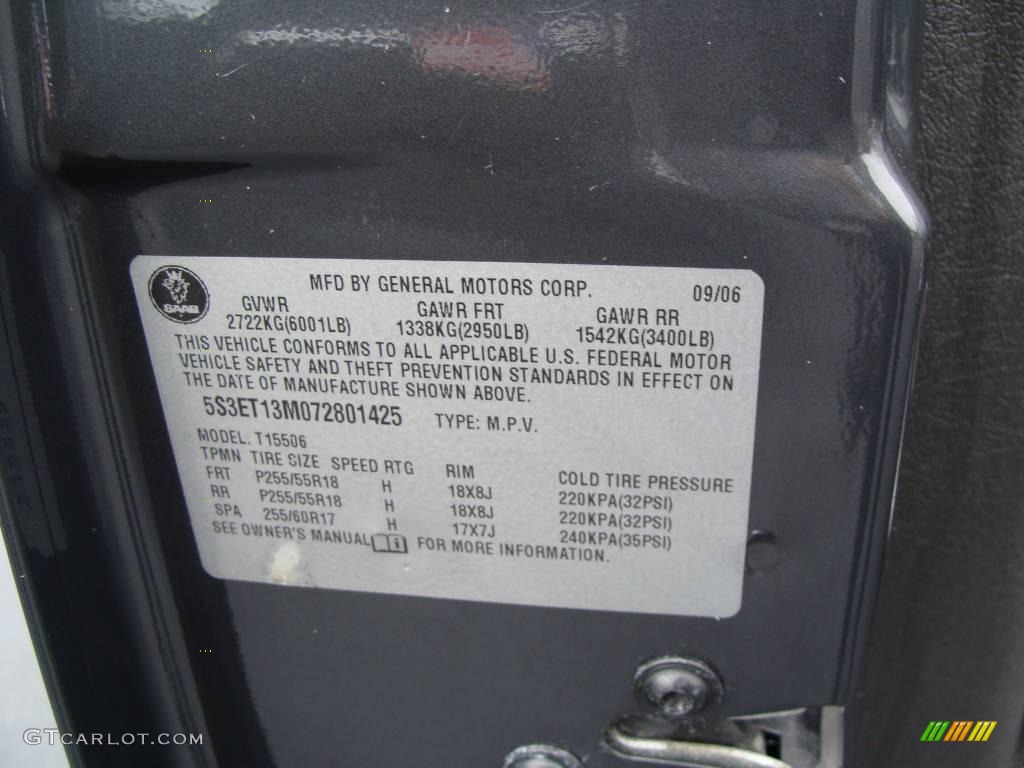 SAAB
MFD BY GENERAL MOTORS CORP. 09/06
GVWR GAWR FRT GAWR RR
2722KG(6001LB) 1338KG(2950LB) 1542KG(3400LB)
THIS VEHICLE CONFORMS TO ALL APPLICABLE U.S. FEDERAL MOTOR
VEHICLE SAFETY AND THEFT PREVENTION STANDARDS IN EFFECT ON
THE DATE OF MANUFACTURE SHOWN ABOVE.
5S3ET13M072801425 TYPE: M.P.V.
MODEL: T15506
TPMN TIRE SIZE SPEED RTG RIM COLD TIRE PRESSURE
FRT P255/55R18 H 18X8J 220KPA(32PSI)
RR P255/55R18 H 18X8J 220KPA(32PSI)
SPA 255/60R17 H 17X7J 240KPA(35PSI)
SEE OWNER'S MANUAL FOR MORE INFORMATION.
GTCARLOT.COM